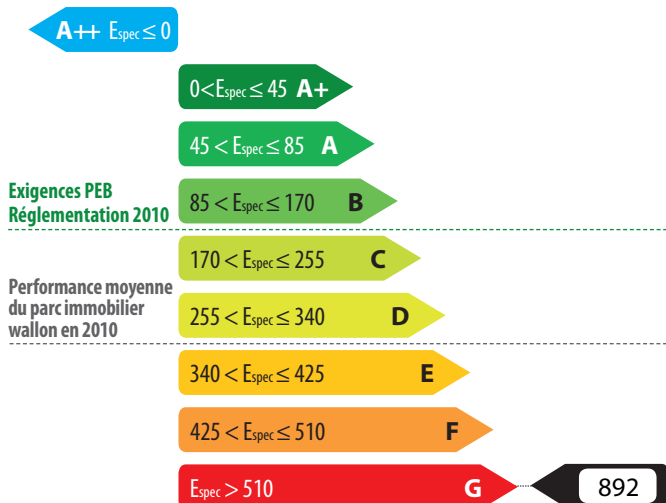 A++ Espec ≤ 0
0 < Espec ≤ 45 A+
45 < Espec ≤ 85 A
Exigences PEB
Réglementation 2010
85 < Espec ≤ 170 B
170 < Espec ≤ 255 C
Performance moyenne
du parc immobilier
wallon en 2010
255 < Espec ≤ 340 D
340 < Espec ≤ 425 E
425 < Espec ≤ 510 F
Espec > 510 G 892